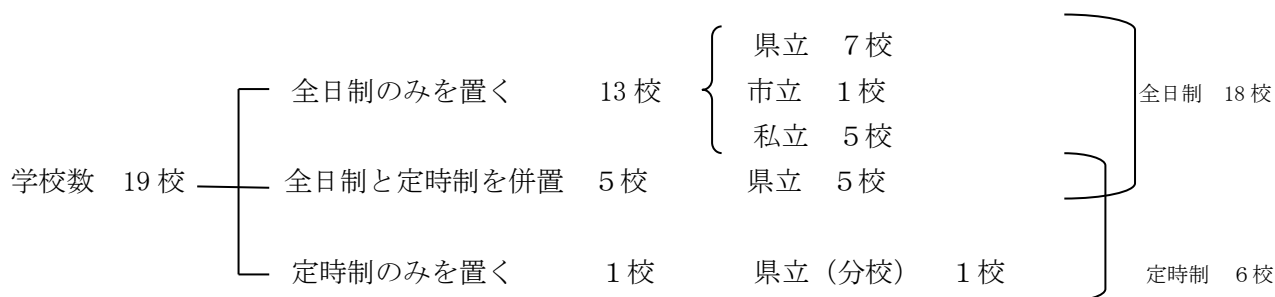 県立 7校
全日制のみを置く 13校 市立 1校 全日制 18校
私立 5校
学校数 19校 全日制と定時制を併置 5校 県立 5校
定時制のみを置く 1校 県立(分校) 1校 定時制 6校